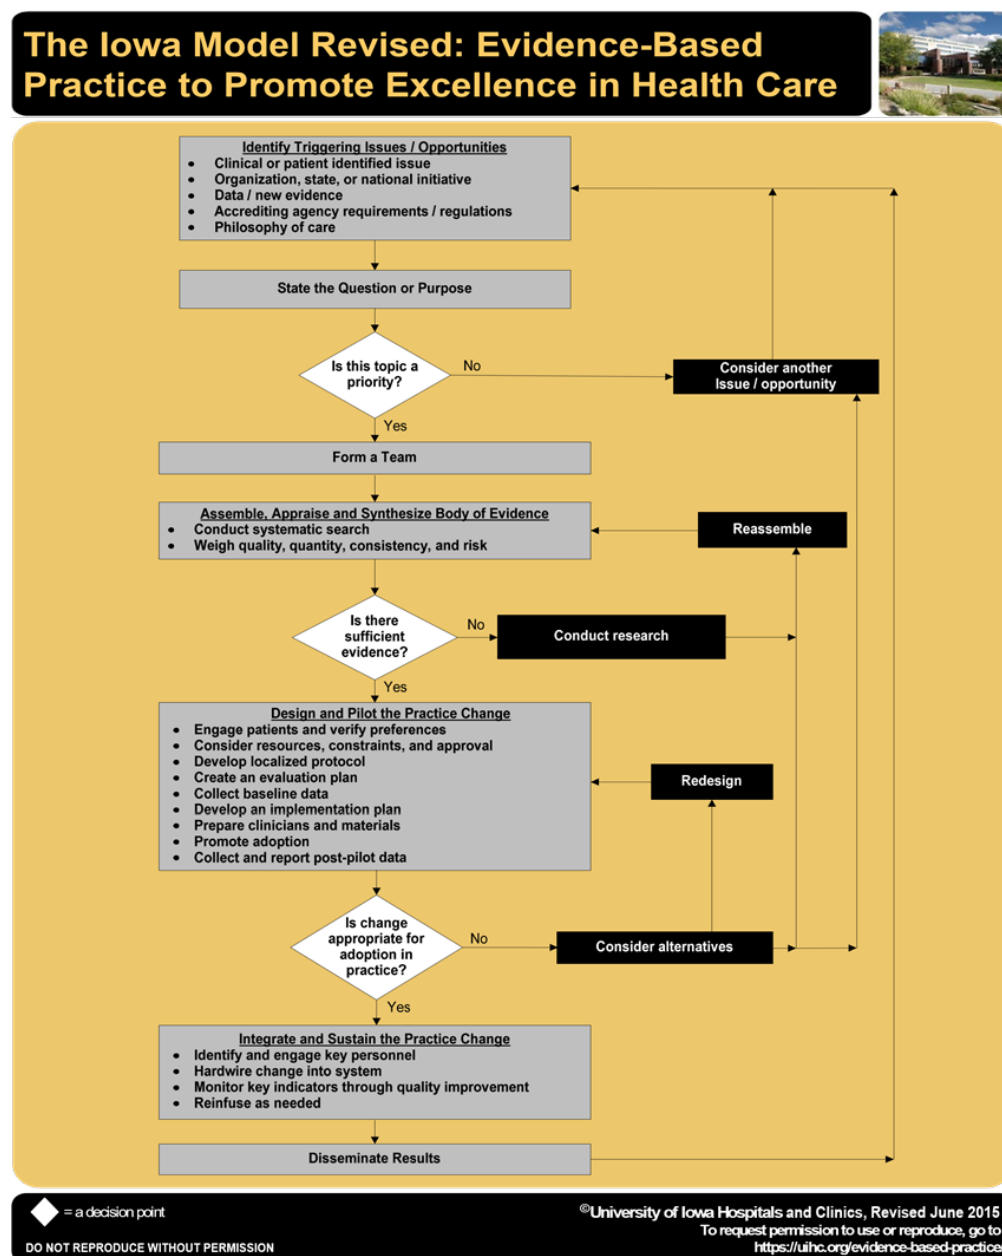 The Iowa Model Revised: Evidence-Based
Practice to Promote Excellence in Health Care
Identify Triggering Issues / Opportunities
• Clinical or patient identified issue
• Organization, state, or national initiative
• Data / new evidence
• Accrediting agency requirements / regulations
• Philosophy of care
State the Question or Purpose
Is this topic a
priority?
No
Consider another
Issue / opportunity
Yes
Form a Team
Assemble, Appraise and Synthesize Body of Evidence
• Conduct systematic search
• Weigh quality, quantity, consistency, and risk
Reassemble
Is there
sufficient
evidence?
No
Conduct research
Yes
Design and Pilot the Practice Change
• Engage patients and verify preferences
• Consider resources, constraints, and approval
• Develop localized protocol
• Create an evaluation plan
• Collect baseline data
• Develop an implementation plan
• Prepare clinicians and materials
• Promote adoption
• Collect and report post-pilot data
Redesign
Is change
appropriate for
adoption in
practice?
No
Consider alternatives
Yes
Integrate and Sustain the Practice Change
• Identify and engage key personnel
• Hardwire change into system
• Monitor key indicators through quality improvement
• Reinfuse as needed
Disseminate Results
= a decision point
©University of Iowa Hospitals and Clinics, Revised June 2015
To request permission to use or reproduce, go to
https://uihc.org/evidence-based-practice/
DO NOT REPRODUCE WITHOUT PERMISSION